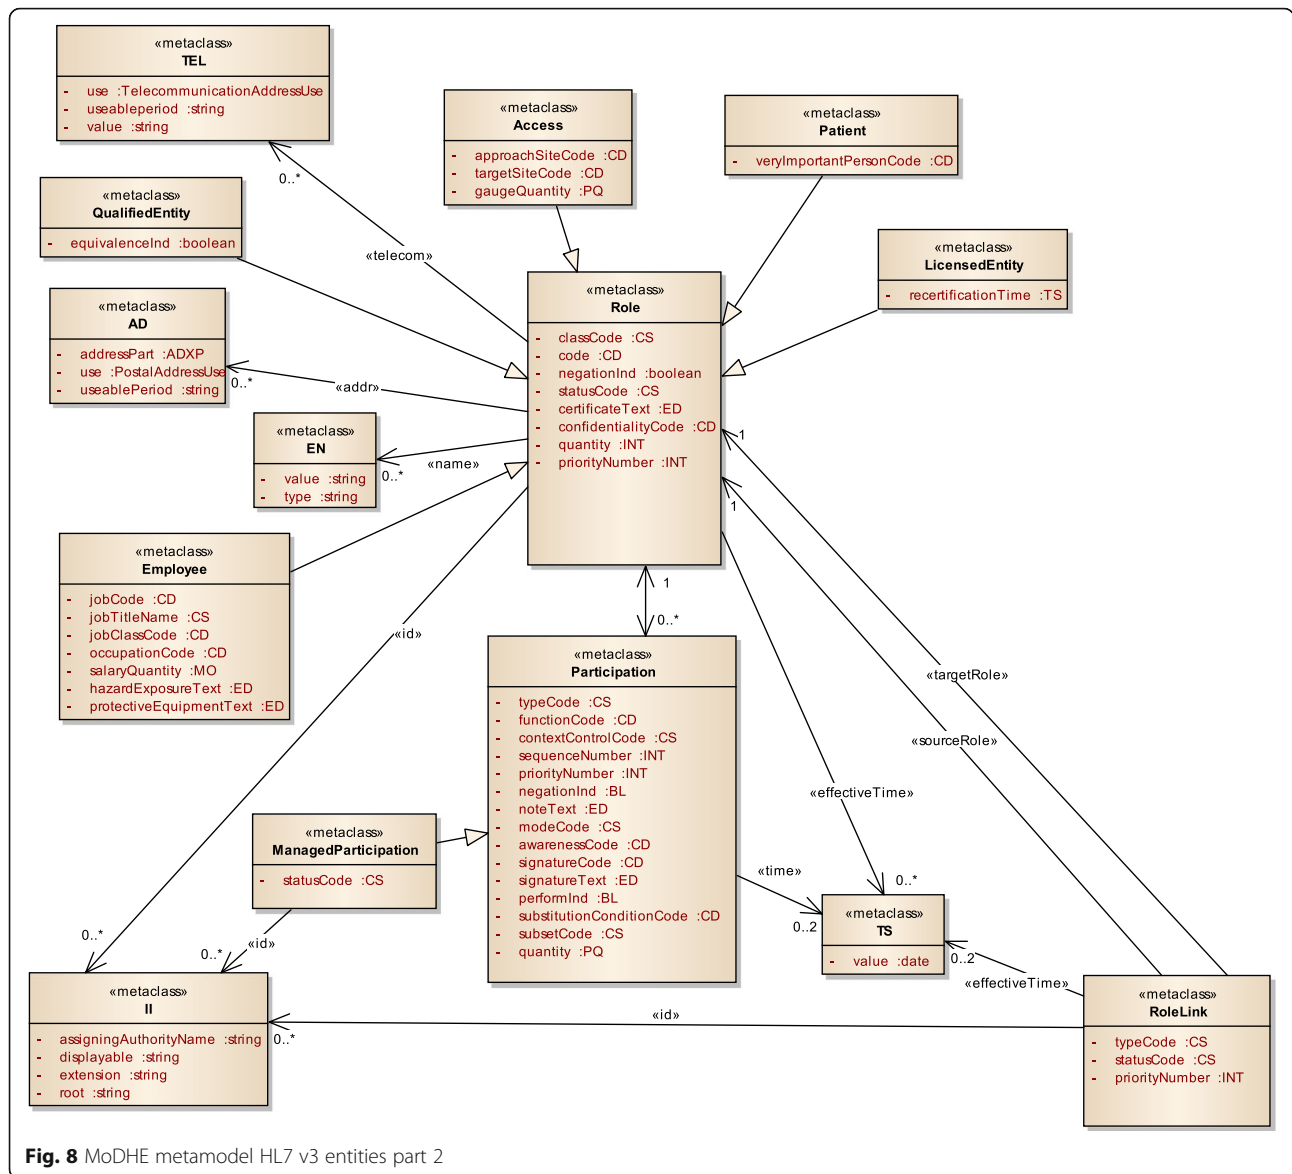 «metaclass»
TEL
- use :TelecommunicationAddressUse
- useableperiod :string
- value :string
«metaclass»
Access
- approachSiteCode :CD
- targetSiteCode :CD
- gaugeQuantity :PQ
«metaclass»
Patient
- veryImportantPersonCode :CD
0..*
«metaclass»
QualifiedEntity
- equivalenceInd :boolean
«telecom»
«metaclass»
LicensedEntity
- recertificationTime :TS
«metaclass»
AD
- addressPart :ADXP
- use :PostalAddressUse
- useablePeriod :string
0..*
«addr»
«metaclass»
Role
- classCode :CS
- code :CD
- negationInd :boolean
- statusCode :CS
- certificateText :ED
- confidentialityCode :CD
- quantity :INT
- priorityNumber :INT
«metaclass»
EN
- value :string
- type :string
0..*
«name»
1
1
«metaclass»
Employee
- jobCode :CD
- jobTitleName :CS
- jobClassCode :CD
- occupationCode :CD
- salaryQuantity :MO
- hazardExposureText :ED
- protectiveEquipmentText :ED
«id»
1
0..*
«metaclass»
Participation
- typeCode :CS
- functionCode :CD
- contextControlCode :CS
- sequenceNumber :INT
- priorityNumber :INT
- negationInd :BL
- noteText :ED
- modeCode :CS
- awarenessCode :CD
- signatureCode :CD
- signatureText :ED
- performInd :BL
- substitutionConditionCode :CD
- subsetCode :CS
- quantity :PQ
«targetRole»
«sourceRole»
«effectiveTime»
«metaclass»
ManagedParticipation
- statusCode :CS
«time»
0..*
0..2
«metaclass»
TS
- value :date
0..2
«effectiveTime»
0..*
0..*
«id»
«metaclass»
II
- assigningAuthorityName :string
- displayable :string
- extension :string
- root :string
0..*
«id»
«metaclass»
RoleLink
- typeCode :CS
- statusCode :CS
- priorityNumber :INT
Fig. 8 MoDHE metamodel HL7 v3 entities part 2